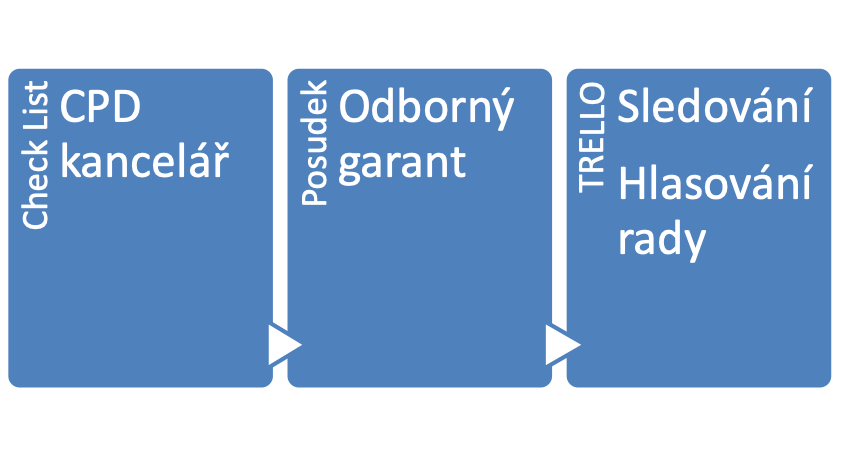 Check List
CPD
kancelář
Posudek
Odborný
garant
TRELLO
Sledování
Hlasování
rady